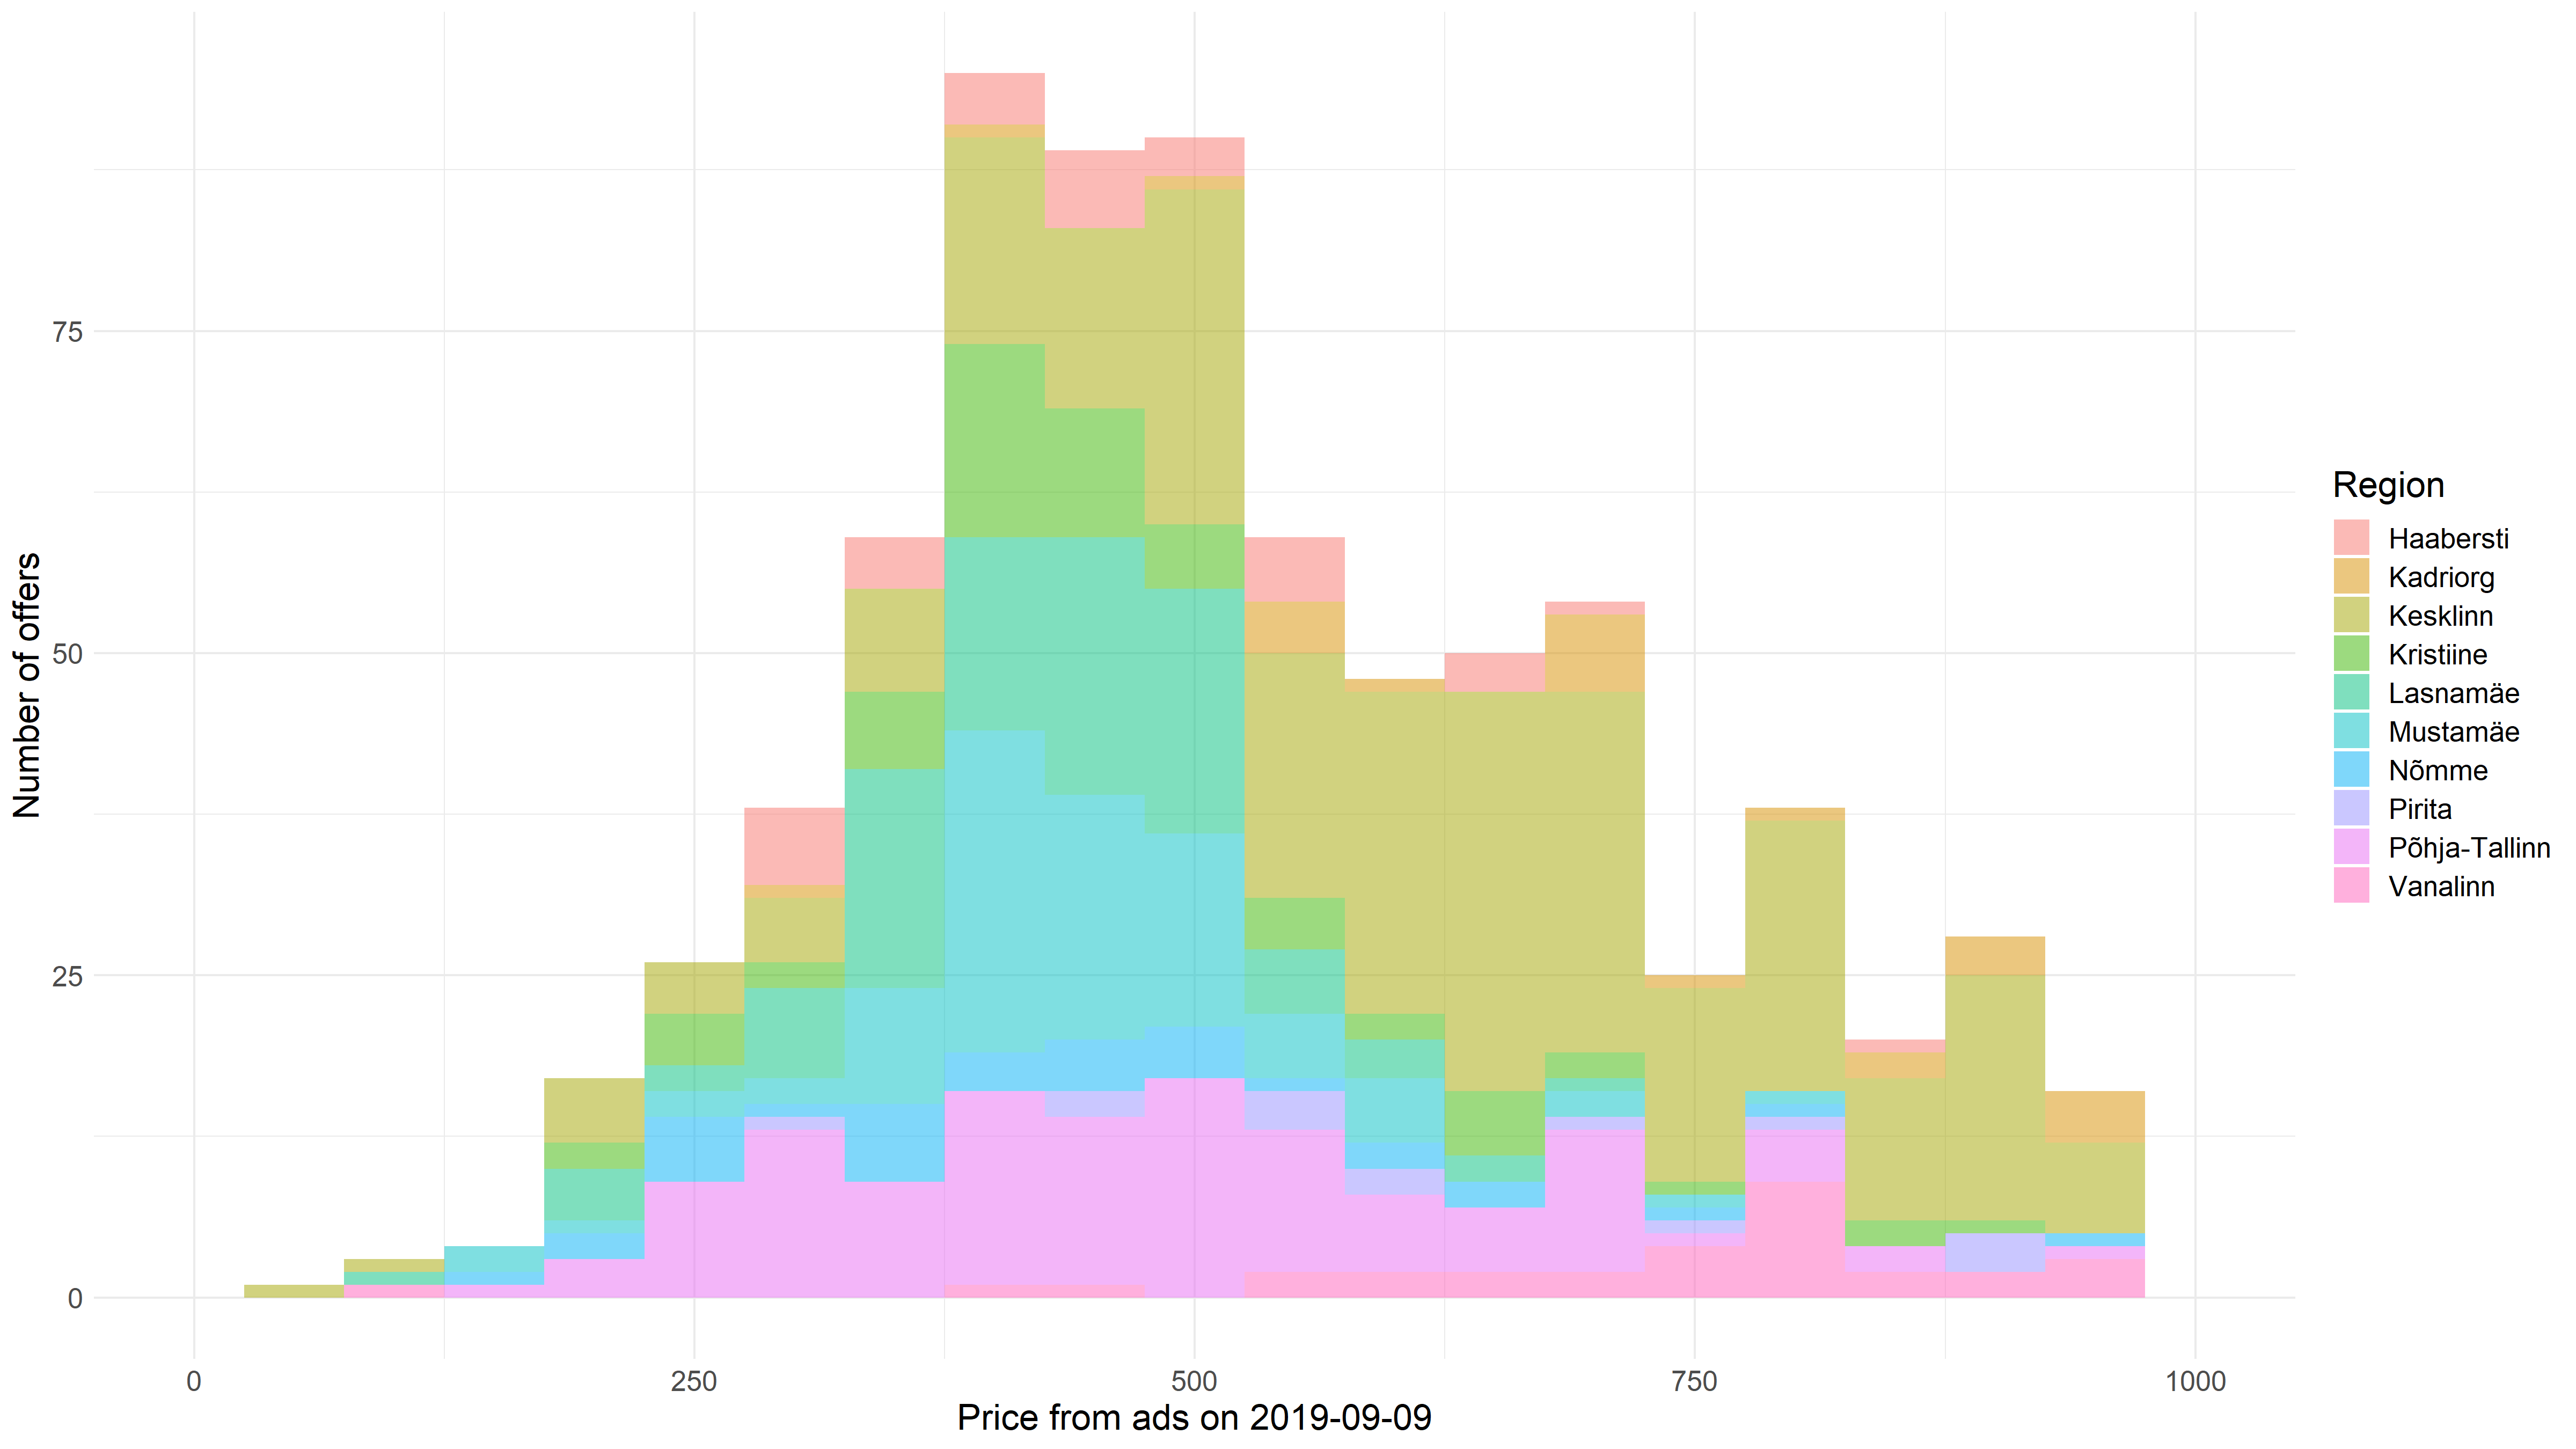 Number of offers
75
50
25
0
0
250
500
750
1000
Price from ads on 2019-09-09
Region
Haabersti
Kadriorg
Kesklinn
Kristiine
Lasnamäe
Mustamäe
Nõmme
Pirita
Põhja-Tallinn
Vanalinn